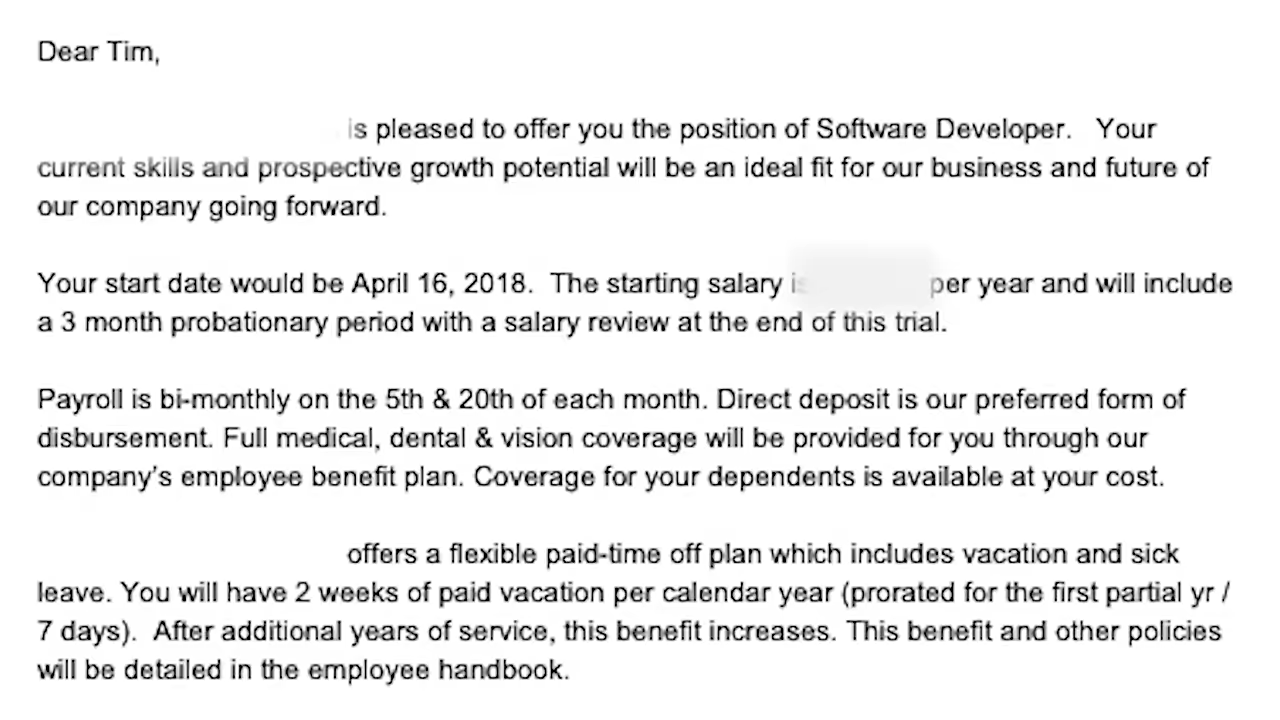 Dear Tim,
is pleased to offer you the position of Software Developer.   Your
current skills and prospective growth potential will be an ideal fit for our business and future of
our company going forward.
Your start date would be April 16, 2018.  The starting salary is per year and will include
a 3 month probationary period with a salary review at the end of this trial.
Payroll is bi-monthly on the 5th & 20th of each month. Direct deposit is our preferred form of
disbursement. Full medical, dental & vision coverage will be provided for you through our
company’s employee benefit plan. Coverage for your dependents is available at your cost.
offers a flexible paid-time off plan which includes vacation and sick
leave. You will have 2 weeks of paid vacation per calendar year (prorated for the first partial yr /
7 days).  After additional years of service, this benefit increases. This benefit and other policies
will be detailed in the employee handbook.